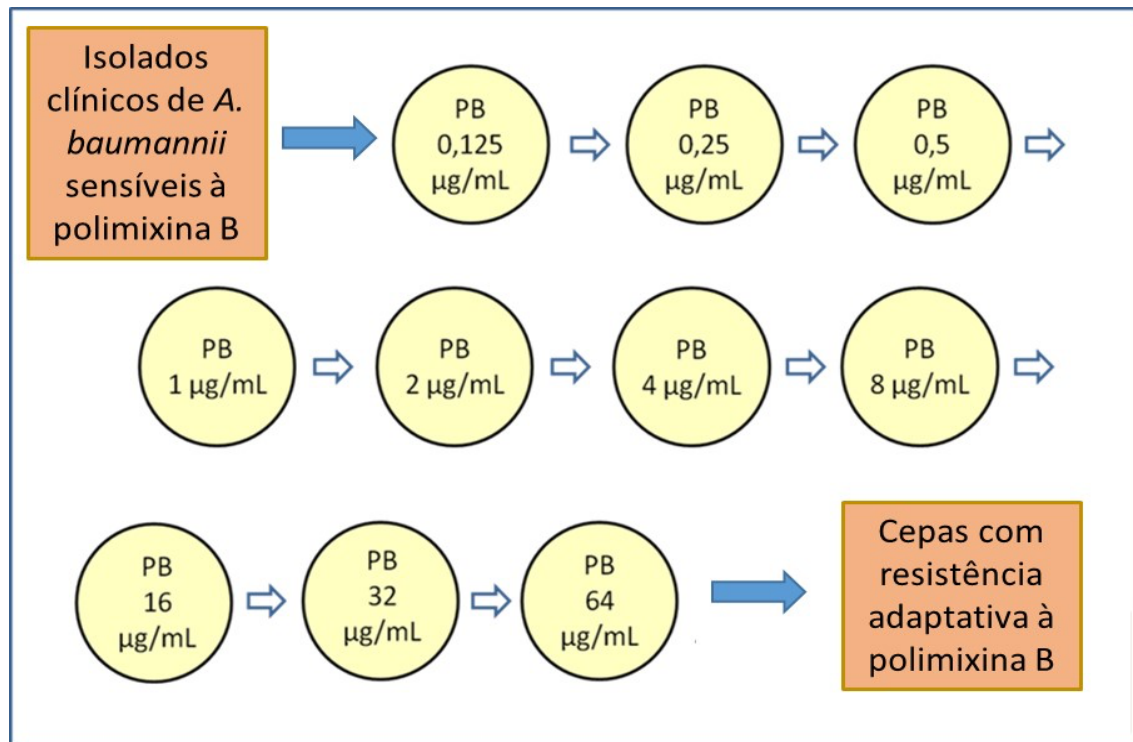 Isolados
clínicos de A.
baumannii
sensíveis à
polimixina B
PB
0,125
µg/mL
PB
0,25
µg/mL
PB
0,5
µg/mL
PB
1 µg/mL
PB
2 µg/mL
PB
4 µg/mL
PB
8 µg/mL
PB
16
µg/mL
PB
32
µg/mL
PB
64
µg/mL
Cepas com
resistência
adaptativa à
polimixina B